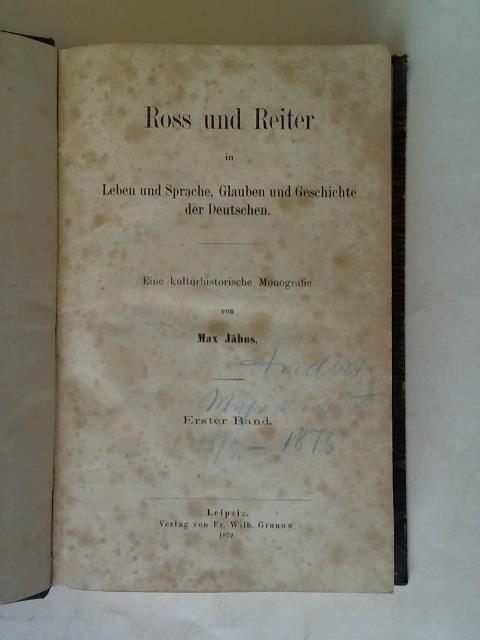 Ross und Reiter
in
Leben und Sprache, Glauben und Geschichte
der Deutschen.
Eine kulturhistorische Monografie
von
Max Jähns.
Erster Band.
1876
Leipzig.
Verlag von Fr. Wilh. Grunow.
1872.